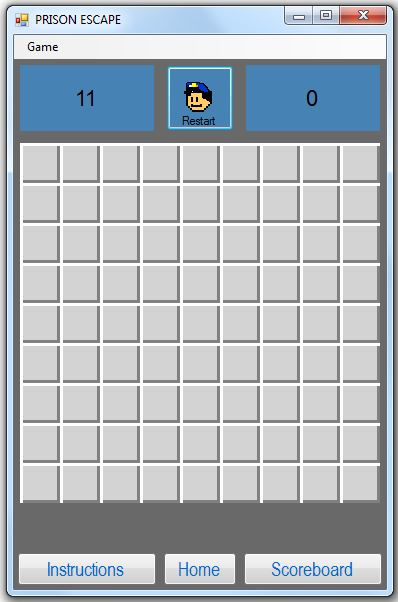 PRISON ESCAPE
Game
11
Restart
0
Instructions
Home
Scoreboard